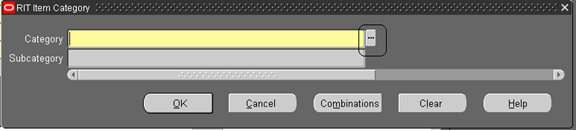 RIT Item Category
Category
Subcategory
OK Cancel Combinations Clear Help